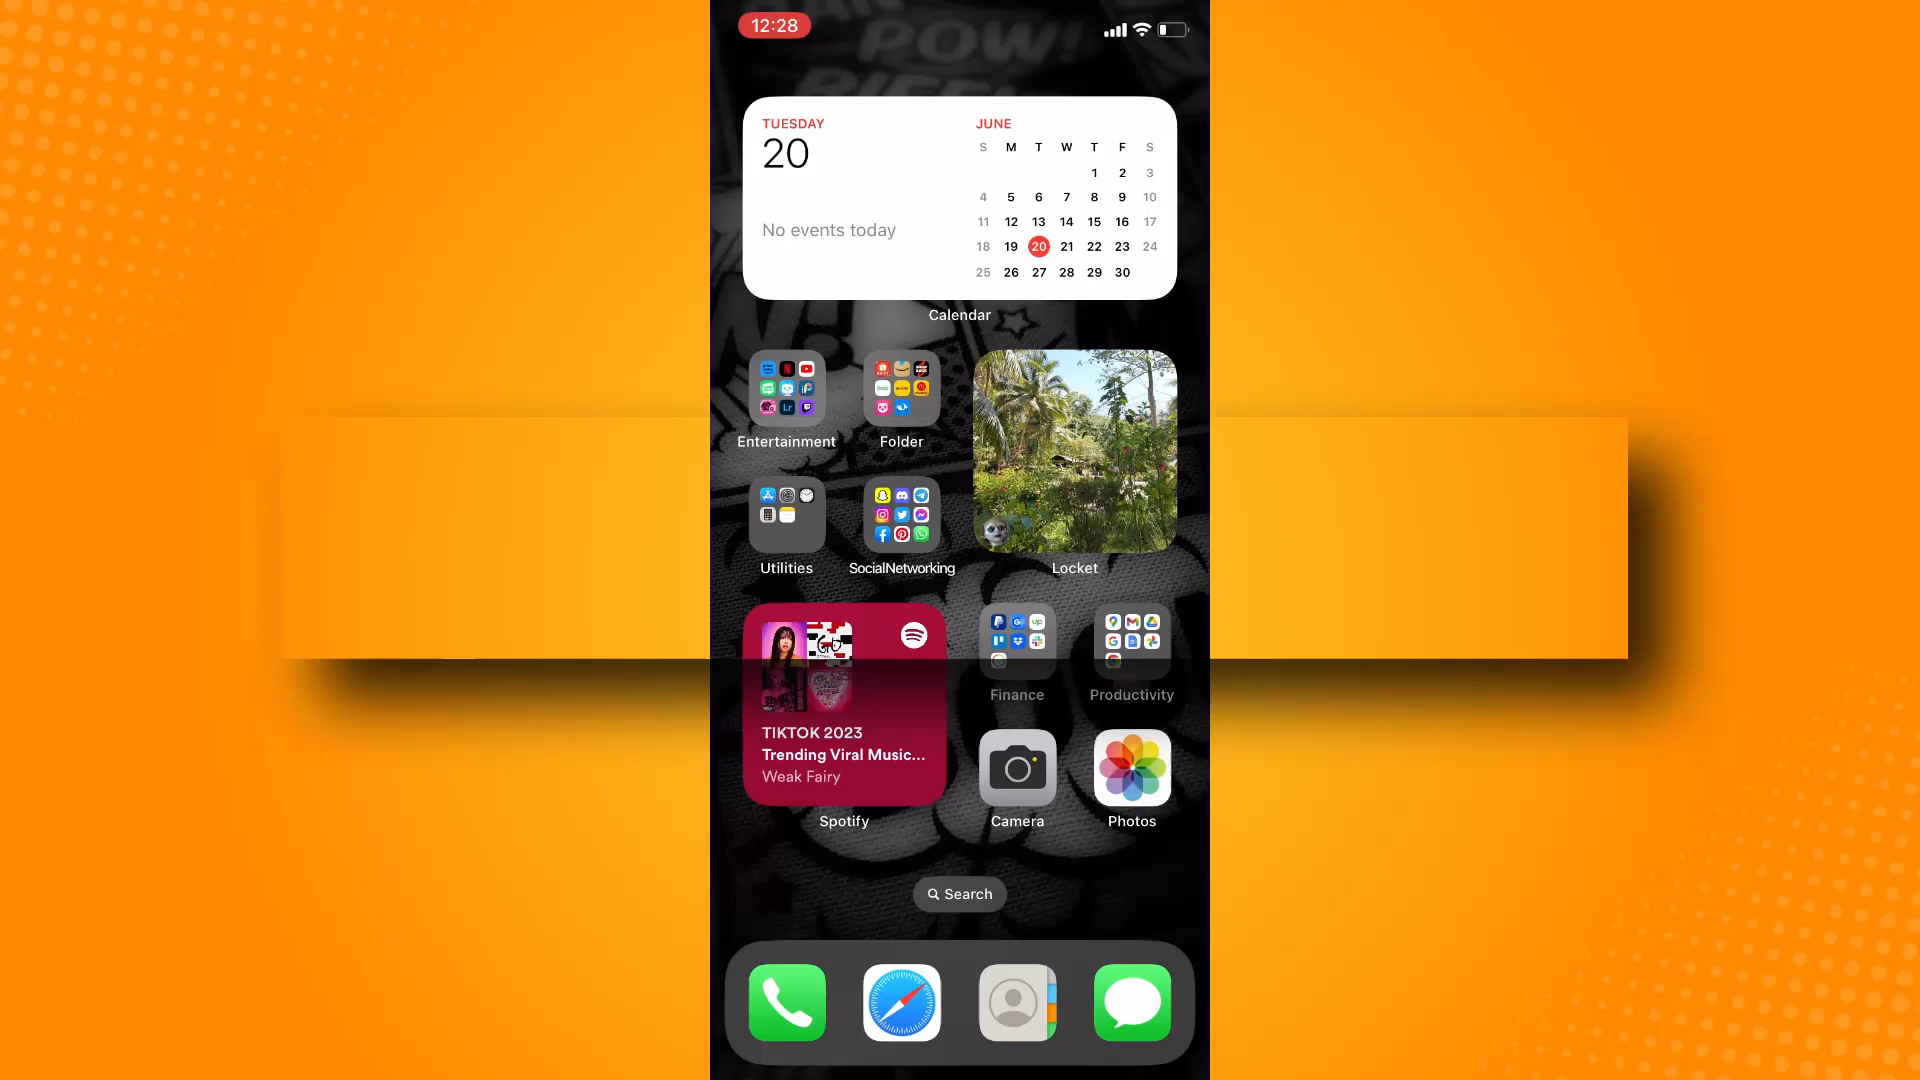 POW!
12:28
TUESDAY
20
No events today
JUNE
S M T W T F S
1 2 3
4 5 6 7 8 9 10
11 12 13 14 15 16 17
18 19 20 21 22 23 24
25 26 27 28 29 30
Calendar
Entertainment
Folder
Utilities
SocialNetworking
Locket
TIKTOK 2023
Trending Viral Music...
Weak Fairy
Spotify
Finance
Productivity
Camera
Photos
Search